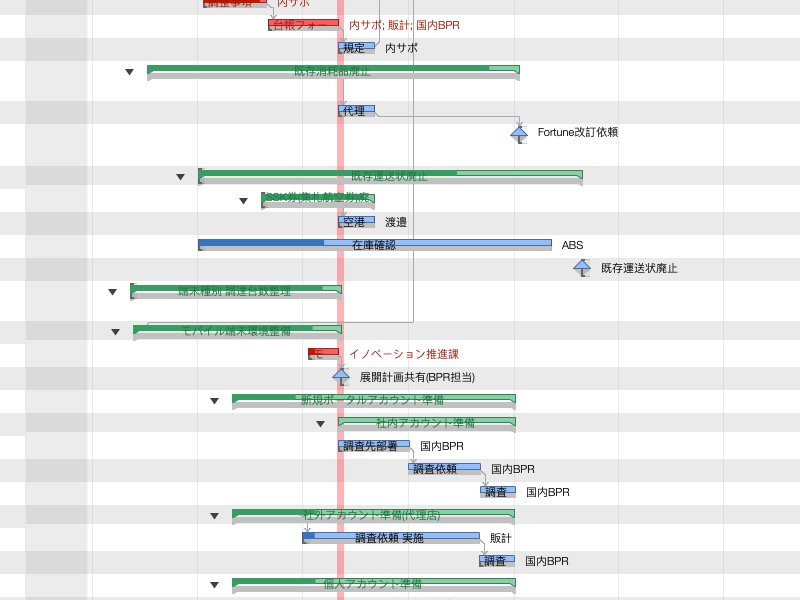 調整事項 内サポ
台帳フォー 内サポ; 販計; 国内BPR
規定 内サポ
既存消耗品廃止
代理
Fortune改訂依頼
既存運送状廃止
SSK券(集札航空券)廃
空港 渡邉
在庫確認 ABS
既存運送状廃止
端末種別 調達台数整理
モバイル端末環境整備
モ イノベーション推進課
展開計画共有(BPR担当)
新規ポータルアカウント準備
社内アカウント準備
調査先部署 国内BPR
調査依頼 国内BPR
調査 国内BPR
社外アカウント準備(代理店)
調査依頼 実施 販計
調査 国内BPR
個人アカウント準備